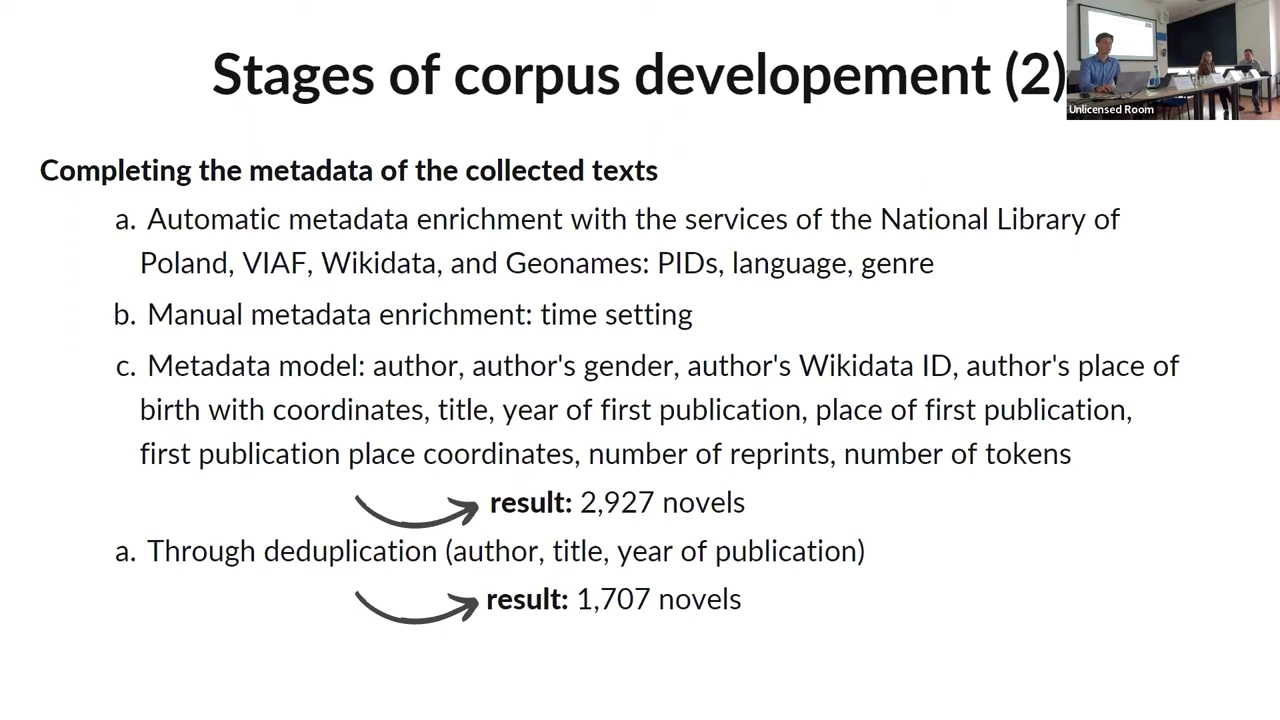 Stages of corpus developement (2)
Unlicensed Room
Completing the metadata of the collected texts
a. Automatic metadata enrichment with the services of the National Library of
Poland, VIAF, Wikidata, and Geonames: PIDs, language, genre
b. Manual metadata enrichment: time setting
c. Metadata model: author, author's gender, author's Wikidata ID, author's place of
birth with coordinates, title, year of first publication, place of first publication,
first publication place coordinates, number of reprints, number of tokens
result: 2,927 novels
a. Through deduplication (author, title, year of publication)
result: 1,707 novels